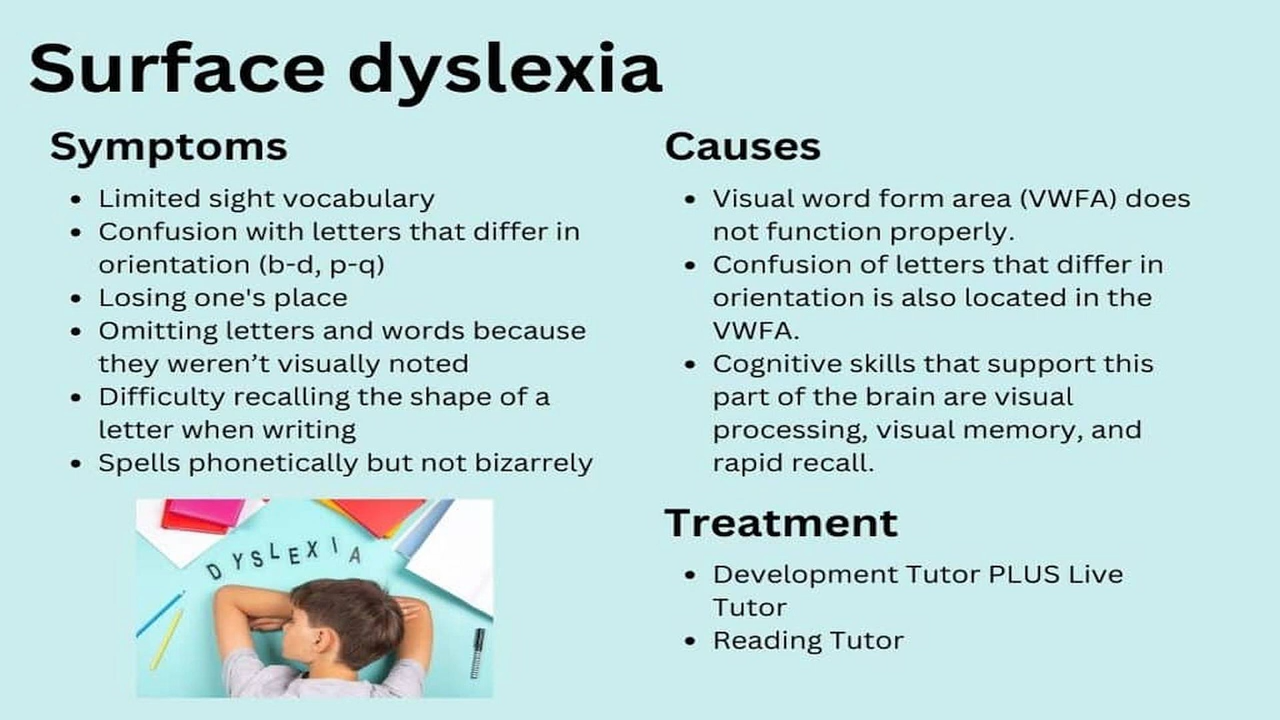 Surface dyslexia
Symptoms
• Limited sight vocabulary
• Confusion with letters that differ in
orientation (b-d, p-q)
• Losing one's place
• Omitting letters and words because
they weren’t visually noted
• Difficulty recalling the shape of a
letter when writing
• Spells phonetically but not bizarrely
DYSLEXIA
Causes
• Visual word form area (VWFA) does
not function properly.
• Confusion of letters that differ in
orientation is also located in the
VWFA.
• Cognitive skills that support this
part of the brain are visual
processing, visual memory, and
rapid recall.
Treatment
• Development Tutor PLUS Live
Tutor
• Reading Tutor